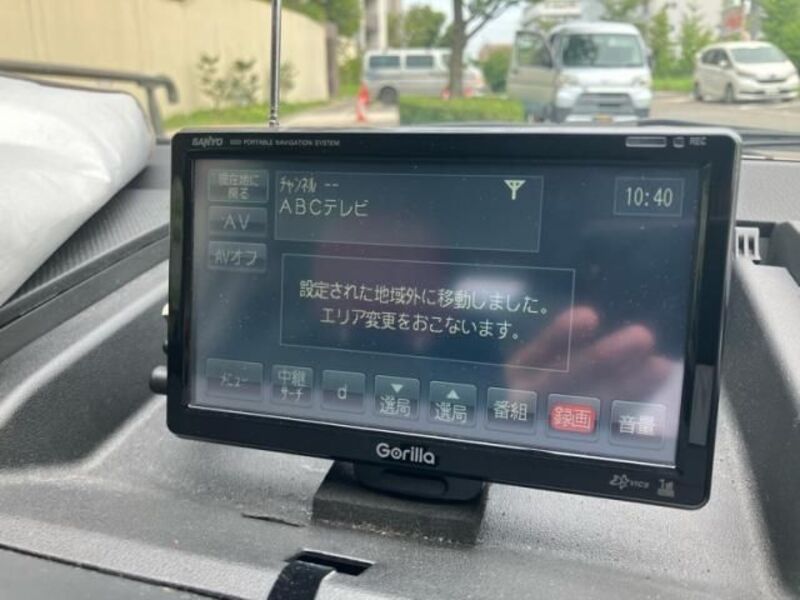 SANYO SSD PORTABLE NAVIGATION SYSTEM
REC
現在地に
戻る
チャンネル --
ABCテレビ
10:40
AV
AVオフ
設定された地域外に移動しました。
エリア変更をおこないます。
メニュー
中継
サーチ
d
▼
選局
▲
選局
番組
録画
音量
Gorilla
VICS